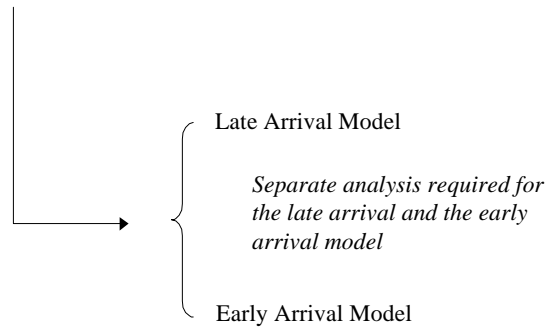 Late Arrival Model
Separate analysis required for
the late arrival and the early
arrival model
Early Arrival Model